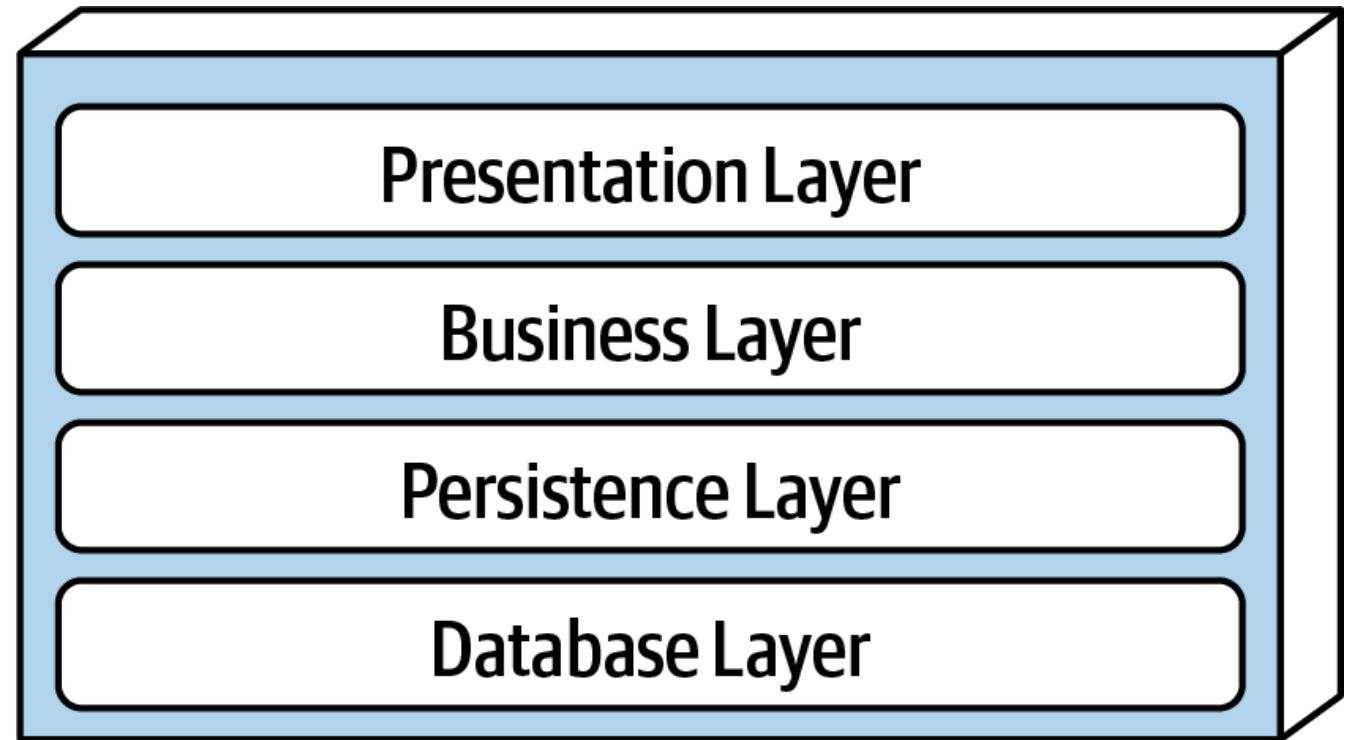 Presentation Layer
Business Layer
Persistence Layer
Database Layer